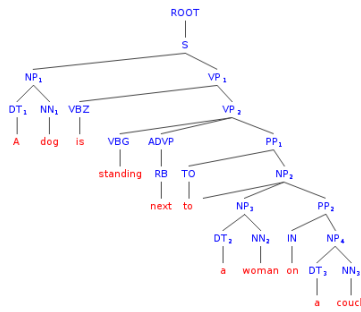 ROOT
S
NP1 VP1
DT1 NN1 VBZ VP2
A dog is VBG ADVP PP1
standing RB TO NP2
next to NP3 PP2
DT2 NN2 IN NP4
a woman on DT3 NN3
a couch